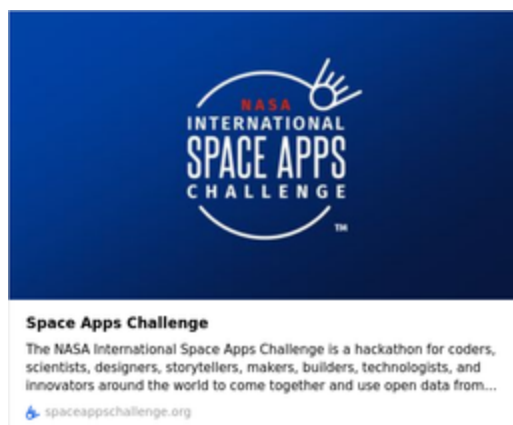 NASA
INTERNATIONAL
SPACE APPS
CHALLENGE
TM
Space Apps Challenge
The NASA International Space Apps Challenge is a hackathon for coders,
scientists, designers, storytellers, makers, builders, technologists, and
innovators around the world to come together and use open data from...
spaceappschallenge.org